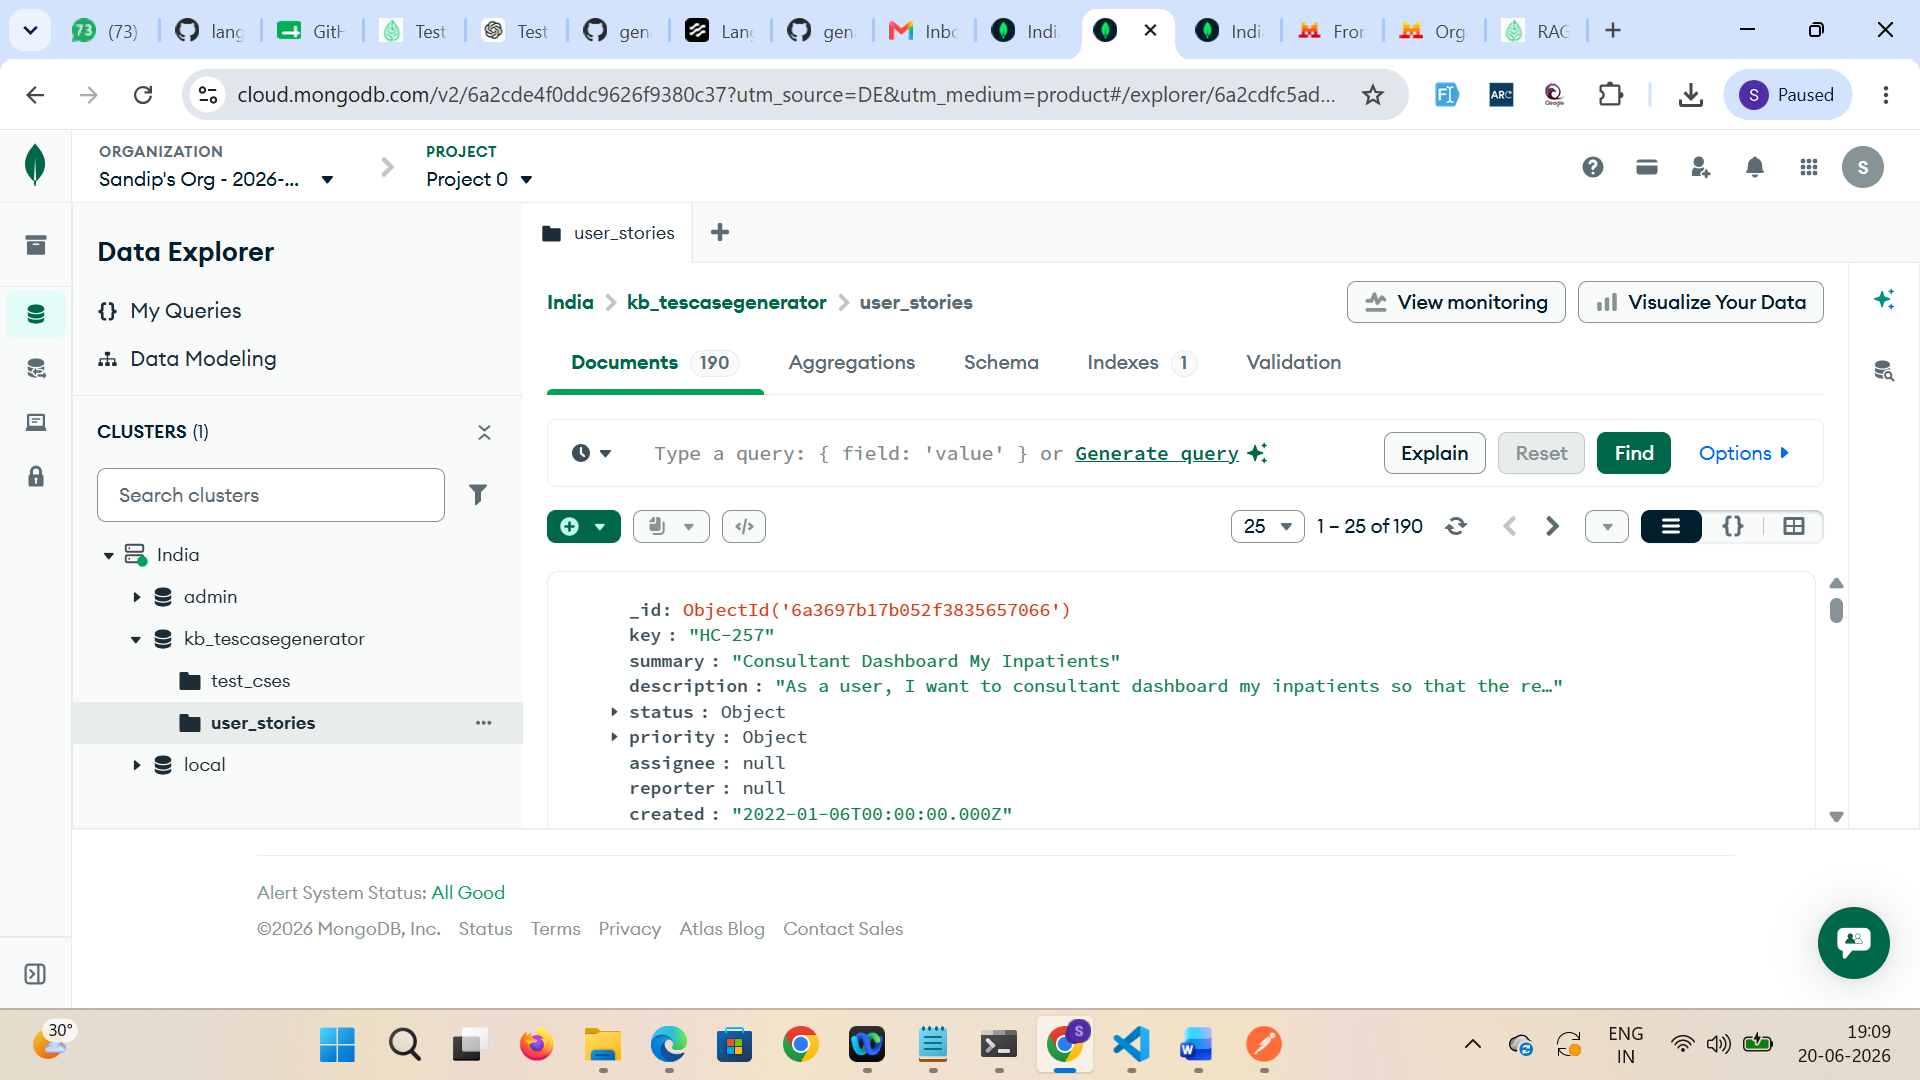 73 (73)
lang
GitH
Test
Test
gen
Lang
gen
Inbo
Indi
Indi
Fror
Org
RAG
cloud.mongodb.com/v2/6a2cde4f0ddc9626f9380c37?utm_source=DE&utm_medium=product#/explorer/6a2cdfc5ad...
ARC
S Paused
ORGANIZATION
Sandip's Org - 2026-...
PROJECT
Project 0
S
Data Explorer
My Queries
Data Modeling
CLUSTERS (1)
Search clusters
India
admin
kb_tescasegenerator
test_cses
user_stories
local
user_stories
India > kb_tescasegenerator > user_stories
View monitoring
Visualize Your Data
Documents 190
Aggregations
Schema
Indexes 1
Validation
Type a query: { field: 'value' } or Generate query
Explain
Reset
Find
Options
25
1 – 25 of 190
_id: ObjectId('6a3697b17b052f3835657066')
key : "HC-257"
summary : "Consultant Dashboard My Inpatients"
description : "As a user, I want to consultant dashboard my inpatients so that the re…"
status : Object
priority : Object
assignee : null
reporter : null
created : "2022-01-06T00:00:00.000Z"
Alert System Status: All Good
©2026 MongoDB, Inc. Status Terms Privacy Atlas Blog Contact Sales
30°
S
ENG
IN
19:09
20-06-2026